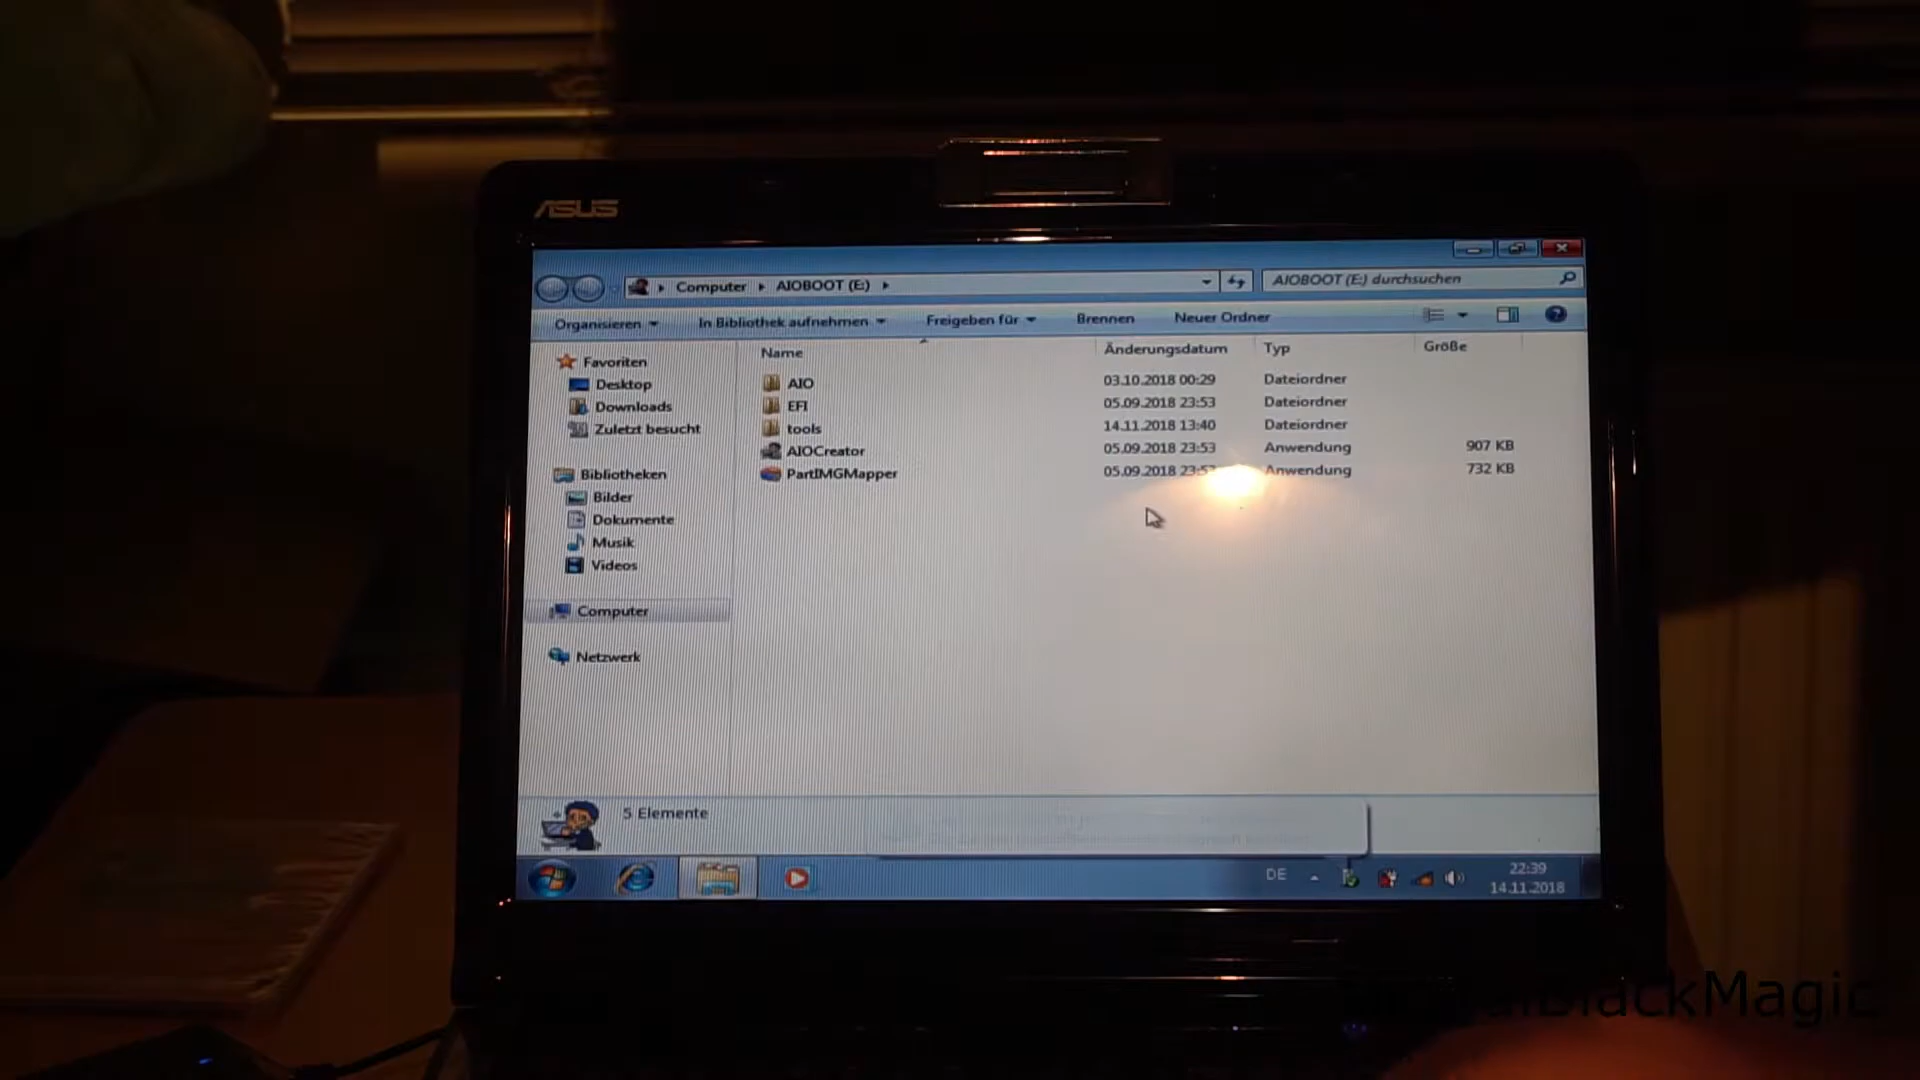 ASUS
Computer AIOBOOT (E:)
AIOBOOT (E:) durchsuchen
Organisieren In Bibliothek aufnehmen Freigeben für Brennen Neuer Ordner
Name Änderungsdatum Typ Größe
Favoriten
Desktop
Downloads
Zuletzt besucht
Bibliotheken
Bilder
Dokumente
Musik
Videos
Computer
Netzwerk
AIO 03.10.2018 00:29 Dateiordner
EFI 05.09.2018 23:53 Dateiordner
tools 14.11.2018 13:40 Dateiordner
AIOCreator 05.09.2018 23:53 Anwendung 907 KB
PartIMGMapper 05.09.2018 23:53 Anwendung 732 KB
5 Elemente
DE
22:39
14.11.2018